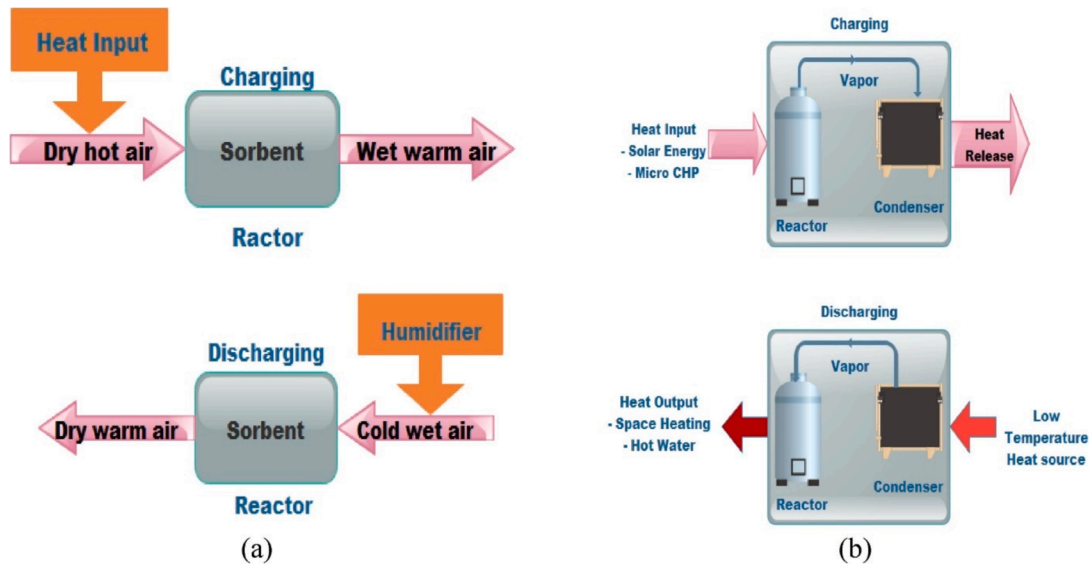 Heat Input
Charging
Dry hot air
Sorbent
Wet warm air
Ractor
Humidifier
Discharging
Dry warm air
Sorbent
Cold wet air
Reactor
(a)
Charging
Vapor
Heat Input
- Solar Energy
- Micro CHP
Heat
Release
Condenser
Reactor
Discharging
Vapor
Heat Output
- Space Heating
- Hot Water
Low
Temperature
Heat source
Condenser
Reactor
(b)